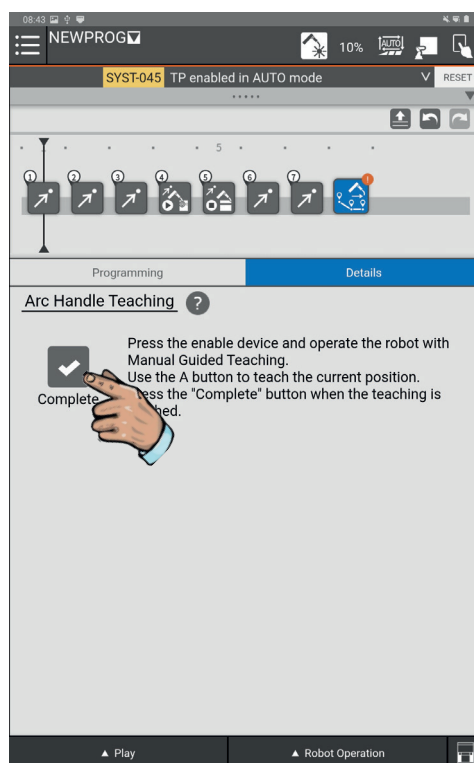 08:43
NEWPROG
10%
AUTO
SYST-045 TP enabled in AUTO mode
RESET
5
1 2 3 4 5 6 7 !
Programming
Details
Arc Handle Teaching ?
Press the enable device and operate the robot with
Manual Guided Teaching.
Use the A button to teach the current position.
the "Complete" button when the teaching is
Complete
▲ Play
▲ Robot Operation